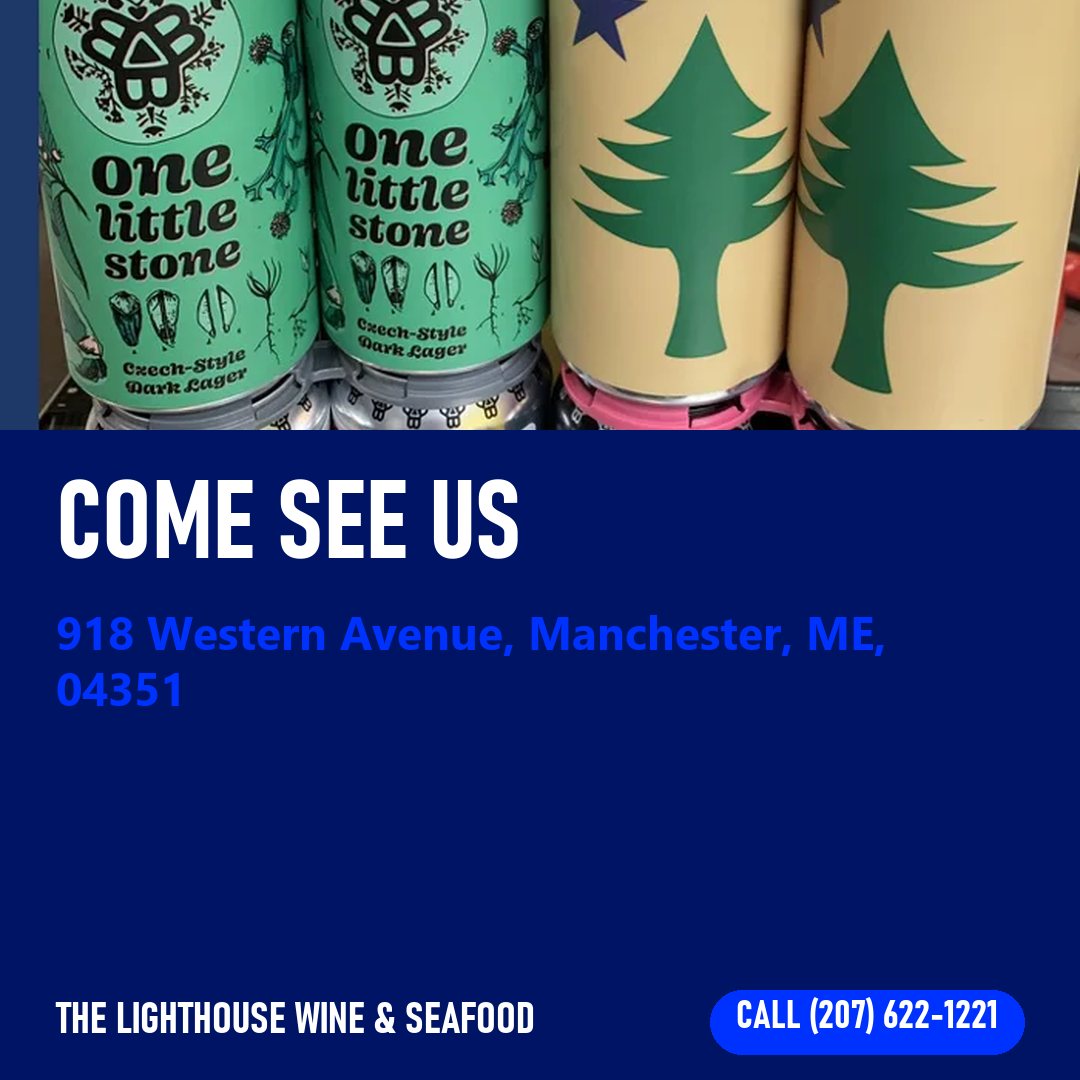 one
little
stone
Czech-Style
Dark Lager
one
little
stone
Czech-Style
Dark Lager
COME SEE US
918 Western Avenue, Manchester, ME,
04351
THE LIGHTHOUSE WINE & SEAFOOD
CALL (207) 622-1221